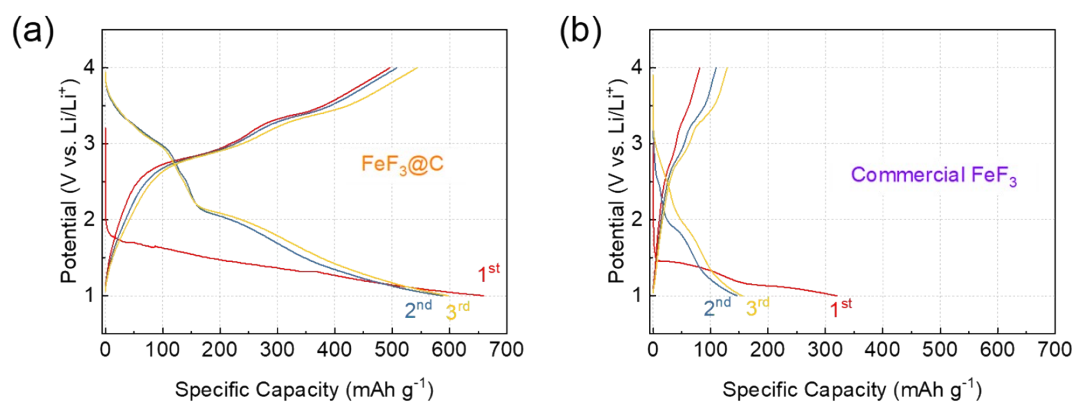 (a)
Potential (V vs. Li/Li⁺)
4
3
2
1
FeF₃@C
1ˢᵗ
2ⁿᵈ
3ʳᵈ
0 100 200 300 400 500 600 700
Specific Capacity (mAh g⁻¹)
(b)
Potential (V vs. Li/Li⁺)
4
3
2
1
Commercial FeF₃
2ⁿᵈ
3ʳᵈ
1ˢᵗ
0 100 200 300 400 500 600 700
Specific Capacity (mAh g⁻¹)